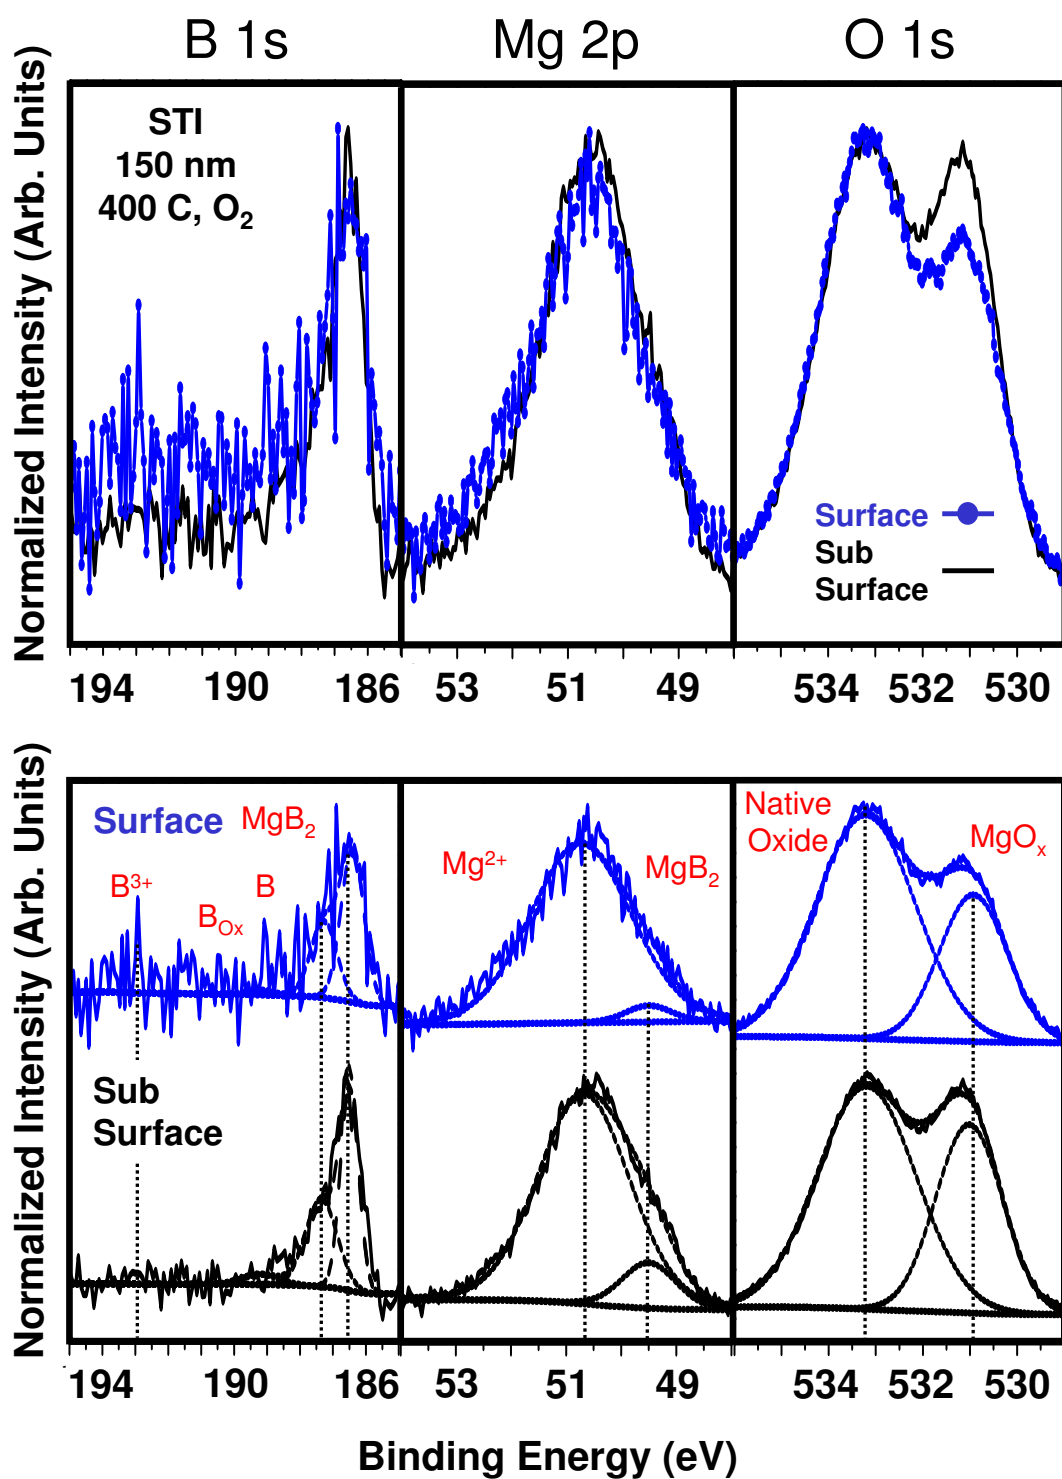 B 1s Mg 2p O 1s
Normalized Intensity (Arb. Units)
STI
150 nm
400 C, O₂
Surface
Sub
Surface
194 190 186 53 51 49 534 532 530
Normalized Intensity (Arb. Units)
Surface
MgB₂
B³⁺
B
B_Ox
Mg²⁺
MgB₂
Native
Oxide
MgOₓ
Sub
Surface
194 190 186 53 51 49 534 532 530
Binding Energy (eV)